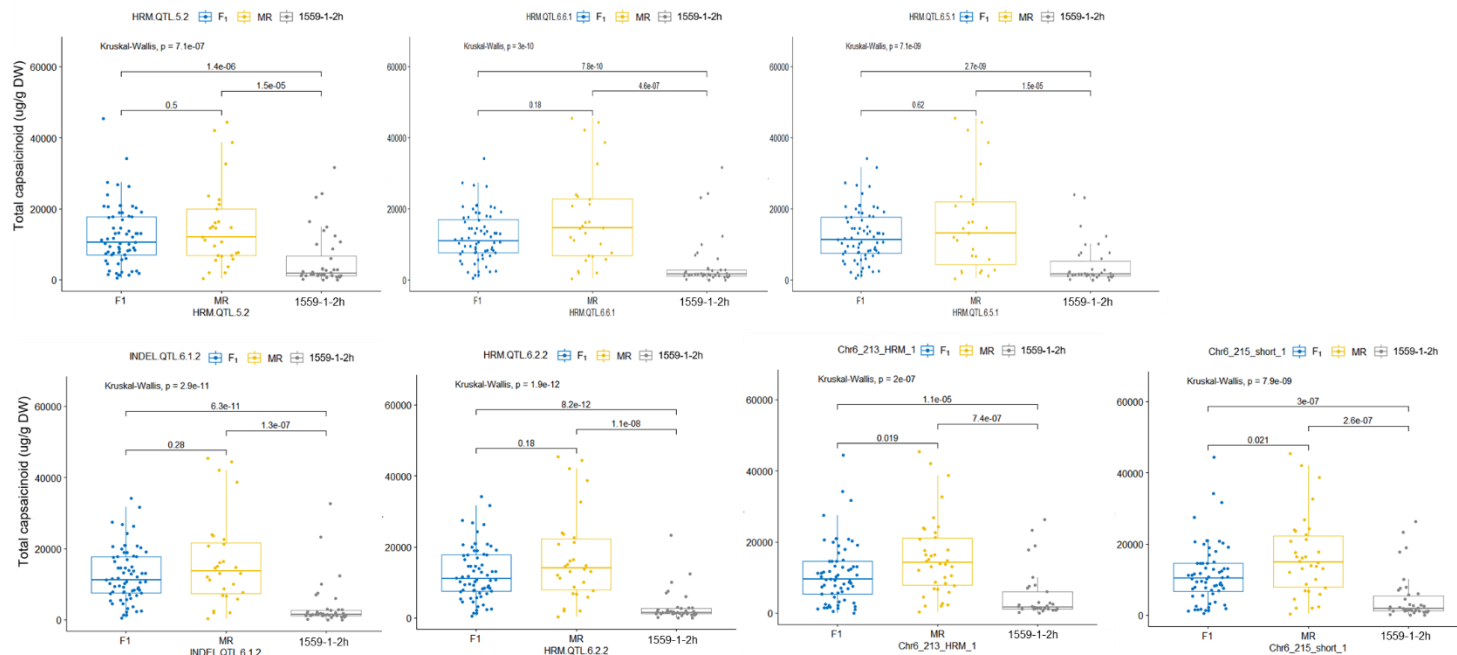 HRM.QTL.5.2 F₁ MR 1559-1-2h
Kruskal-Wallis, p = 7.1e-07
1.4e-06
1.5e-05
0.5
Total capsaicinoid (ug/g DW)
60000
40000
20000
0
F1 MR 1559-1-2h
HRM.QTL.5.2
HRM.QTL.6.6.1 F₁ MR 1559-1-2h
Kruskal-Wallis, p = 3e-10
7.8e-10
4.6e-07
0.18
60000
40000
20000
0
F1 MR 1559-1-2h
HRM.QTL.6.6.1
HRM.QTL.6.5.1 F₁ MR 1559-1-2h
Kruskal-Wallis, p = 7.1e-09
2.7e-09
1.5e-05
0.62
60000
40000
20000
0
F1 MR 1559-1-2h
HRM.QTL.6.5.1
INDEL.QTL.6.1.2 F₁ MR 1559-1-2h
Kruskal-Wallis, p = 2.9e-11
6.3e-11
1.3e-07
0.28
Total capsaicinoid (ug/g DW)
60000
40000
20000
0
F1 MR 1559-1-2h
INDEL.QTL.6.1.2
HRM.QTL.6.2.2 F₁ MR 1559-1-2h
Kruskal-Wallis, p = 1.9e-12
8.2e-12
1.1e-08
0.18
60000
40000
20000
0
F1 MR 1559-1-2h
HRM.QTL.6.2.2
Chr6_213_HRM_1 F₁ MR 1559-1-2h
Kruskal-Wallis, p = 2e-07
1.1e-05
7.4e-07
0.019
60000
40000
20000
0
F1 MR 1559-1-2h
Chr6_213_HRM_1
Chr6_215_short_1 F₁ MR 1559-1-2h
Kruskal-Wallis, p = 7.9e-09
3e-07
2.6e-07
0.021
60000
40000
20000
0
F1 MR 1559-1-2h
Chr6_215_short_1